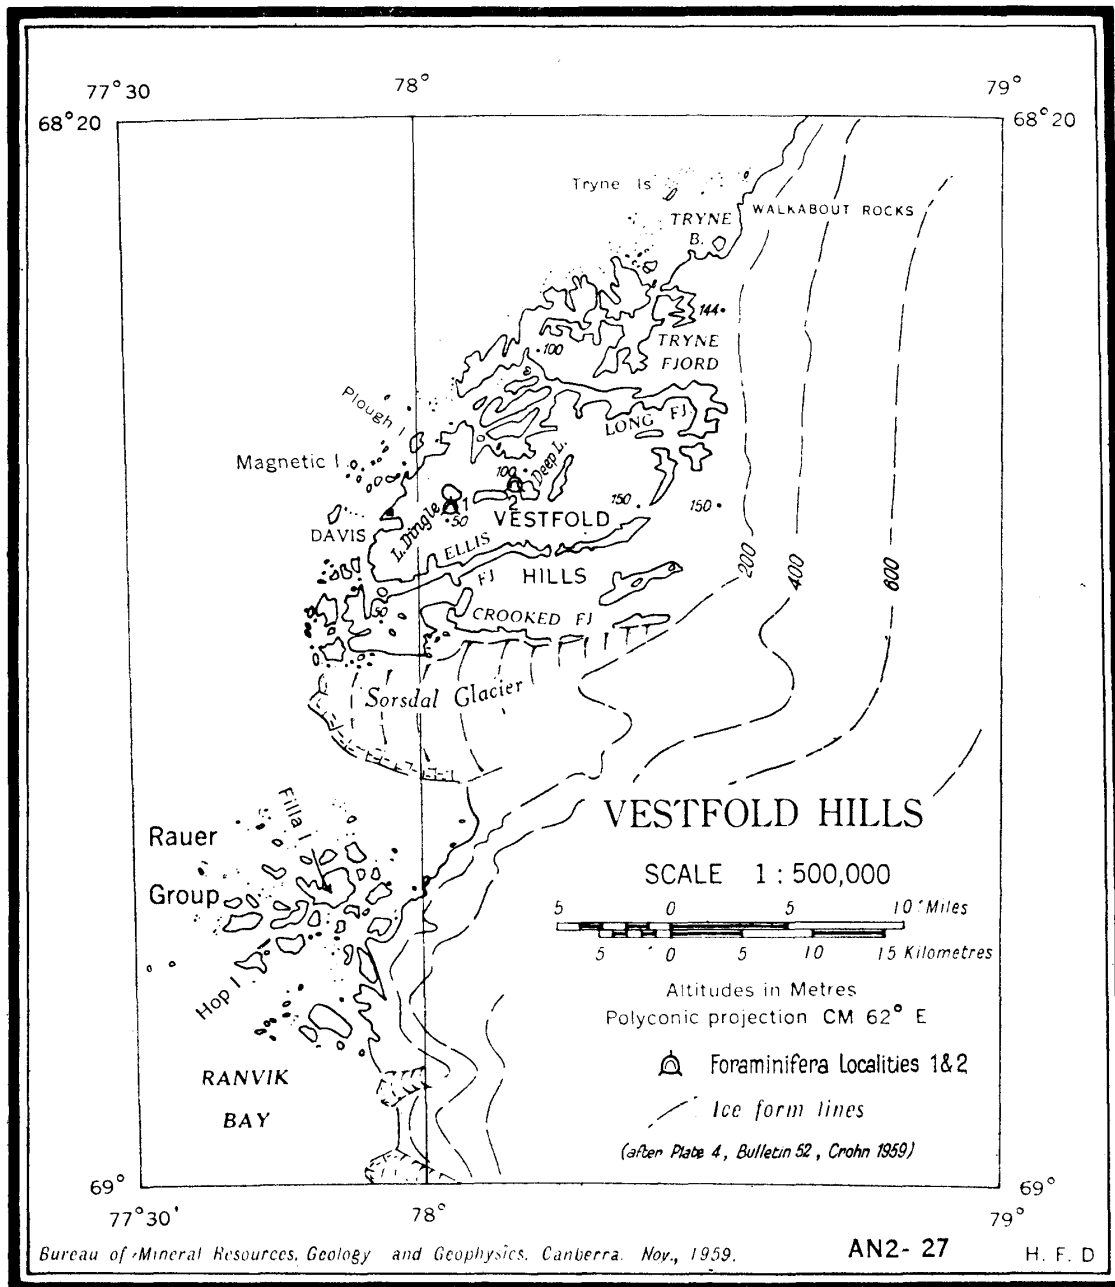 77°30
78°
79°
68°20
68°20
Tryne Is
WALKABOUT ROCKS
TRYNE
B.
144
TRYNE
FJORD
100
Plough I
LONG FJ
Magnetic I
100
Deep L.
L. Dingle
1
2
50
150
150
VESTFOLD
DAVIS
ELLIS
FJ
HILLS
200
400
600
50
CROOKED FJ
Sorsdal Glacier
Filla I
Rauer
Group
Hop I
RANVIK
BAY
VESTFOLD HILLS
SCALE 1 : 500,000
5 0 5 10 Miles
5 0 5 10 15 Kilometres
Altitudes in Metres
Polyconic projection CM 62° E
Foraminifera Localities 1&2
Ice form lines
(after Plate 4, Bulletin 52, Crohn 1959)
69°
69°
77°30'
78°
79°
Bureau of Mineral Resources. Geology and Geophysics. Canberra. Nov., 1959.
AN2-27
H. F. D